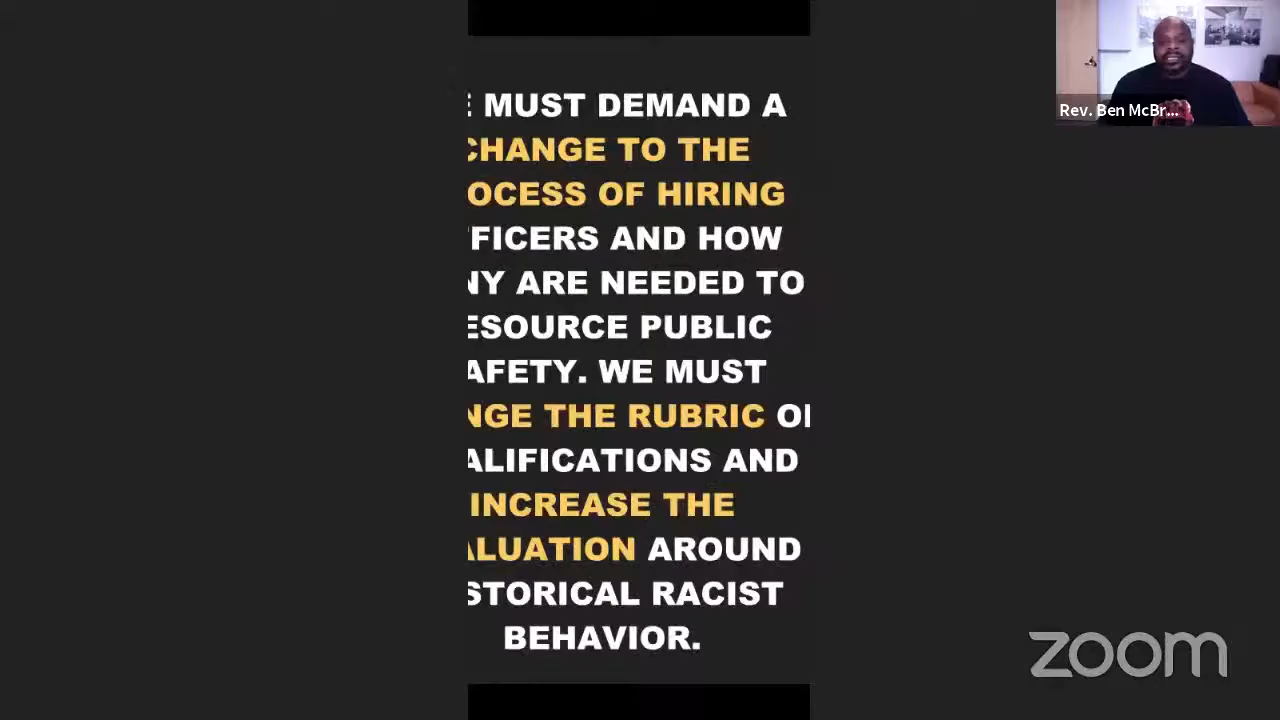 MUST DEMAND A
CHANGE TO THE
OCESS OF HIRING
FFICERS AND HOW
NY ARE NEEDED TO
ESOURCE PUBLIC
AFETY. WE MUST
NGE THE RUBRIC
ALIFICATIONS AND
INCREASE THE
ALUATION AROUND
STORICAL RACIST
BEHAVIOR.
Rev. Ben McBr...
zoom